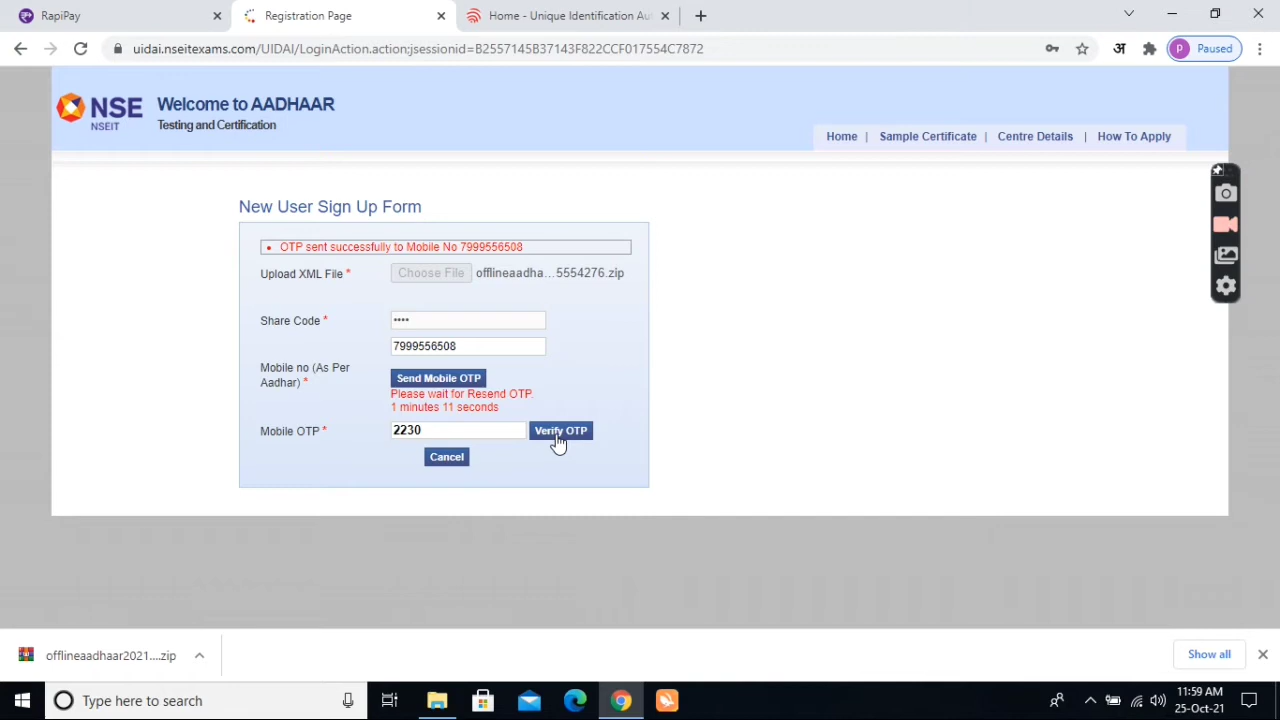 RapiPay
Registration Page
Home - Unique Identification Aut
uidai.nseitexams.com/UIDAI/LoginAction.action;jsessionid=B2557145B37143F822CCF017554C7872
अ
P Paused
NSE
NSEIT
Welcome to AADHAAR
Testing and Certification
Home | Sample Certificate | Centre Details | How To Apply
New User Sign Up Form
OTP sent successfully to Mobile No 7999556508
Upload XML File * Choose File offlineaadha...5554276.zip
Share Code * ••••
7999556508
Mobile no (As Per
Aadhar) *
Send Mobile OTP
Please wait for Resend OTP.
1 minutes 11 seconds
Mobile OTP * 2230 Verify OTP
Cancel
offlineaadhaar2021....zip
Show all
Type here to search
11:59 AM
25-Oct-21